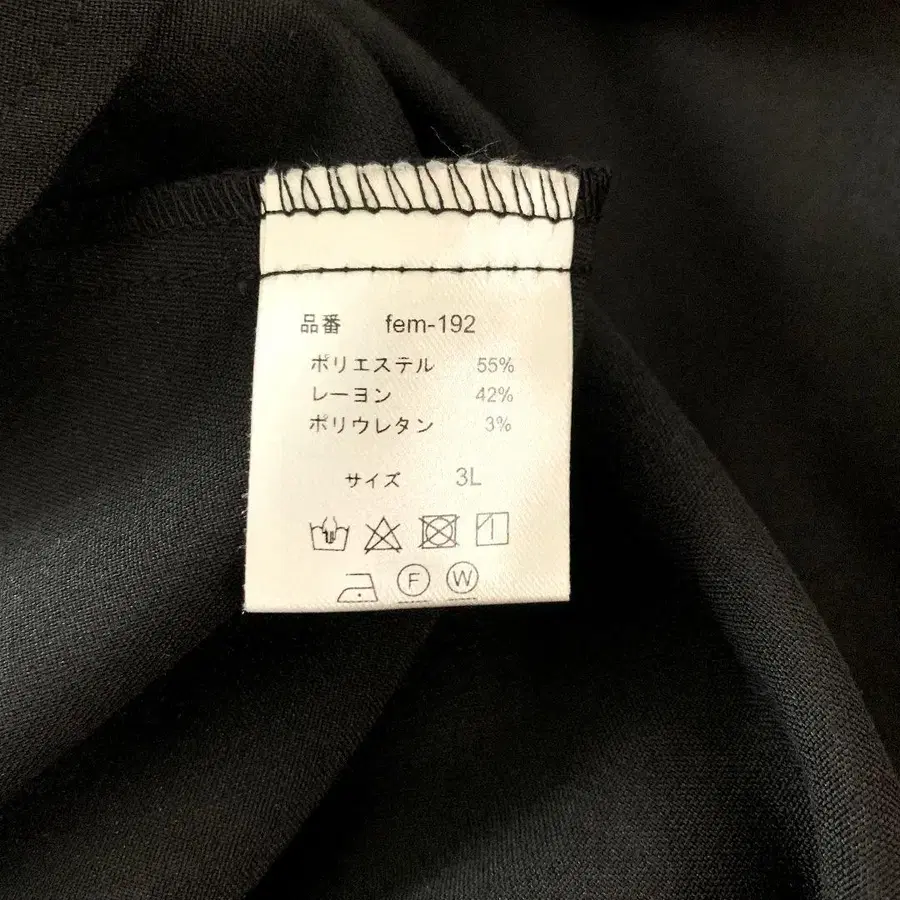 品番 fem-192
ポリエステル 55%
レーヨン 42%
ポリウレタン 3%
サイズ 3L
F W